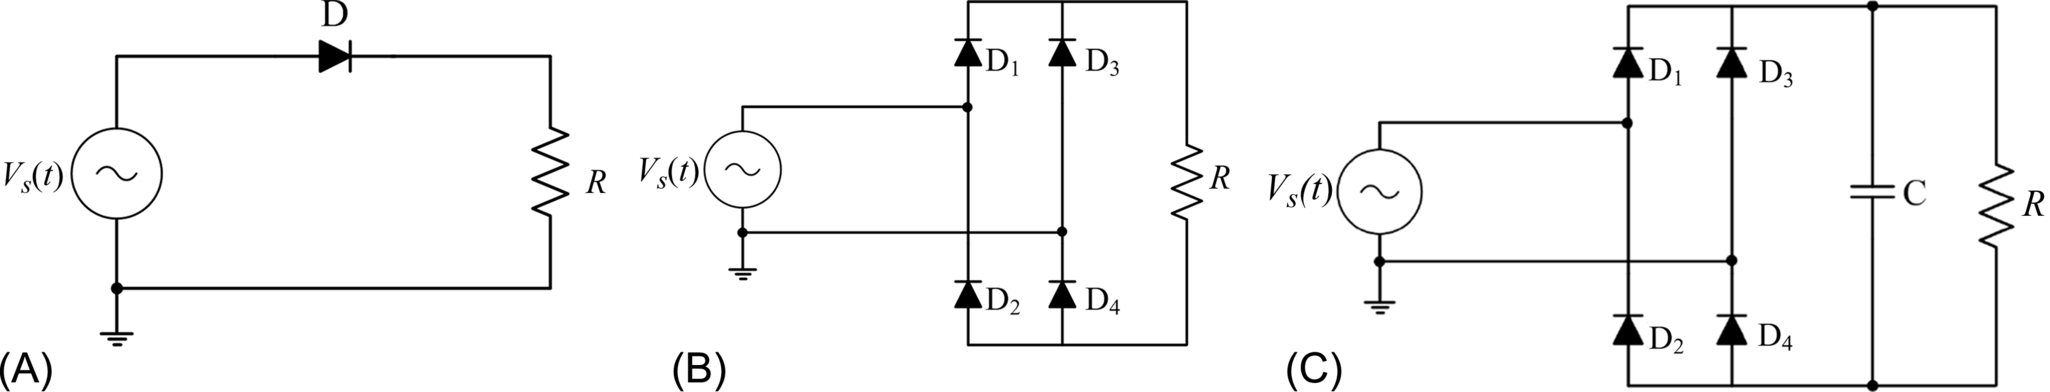 D
Vs(t)
R
(A)
D1
D3
Vs(t)
R
D2
D4
(B)
D1
D3
Vs(t)
C
R
D2
D4
(C)